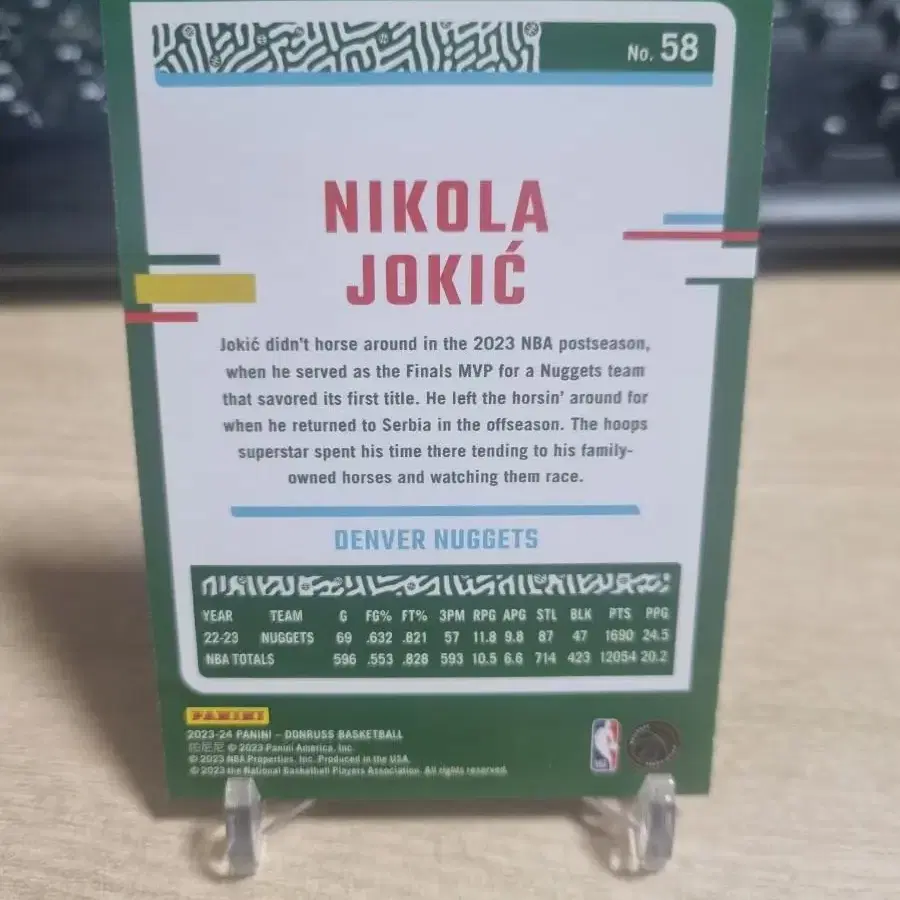 No. 58
NIKOLA
JOKIĆ
Jokić didn't horse around in the 2023 NBA postseason,
when he served as the Finals MVP for a Nuggets team
that savored its first title. He left the horsin' around for
when he returned to Serbia in the offseason. The hoops
superstar spent his time there tending to his family-
owned horses and watching them race.
DENVER NUGGETS
YEAR TEAM G FG% FT% 3PM RPG APG STL BLK PTS PPG
22-23 NUGGETS 69 .632 .821 57 11.8 9.8 87 47 1690 24.5
NBA TOTALS 596 .553 .828 593 10.5 6.6 714 423 12054 20.2
PANINI
2023-24 PANINI – DONRUSS BASKETBALL
帕尼尼 © 2023 Panini America, Inc.
© 2023 NBA Properties, Inc. Produced in the USA.
© 2023 the National Basketball Players Association. All rights reserved.